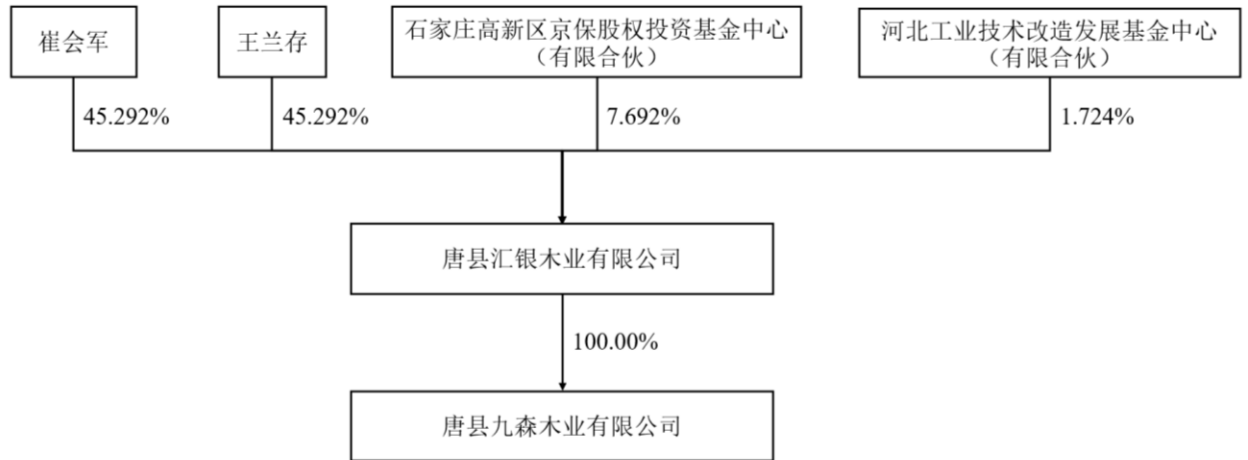 崔会军
王兰存
石家庄高新区京保股权投资基金中心
（有限合伙）
河北工业技术改造发展基金中心
（有限合伙）
45.292%
45.292%
7.692%
1.724%
唐县汇银木业有限公司
100.00%
唐县九森木业有限公司